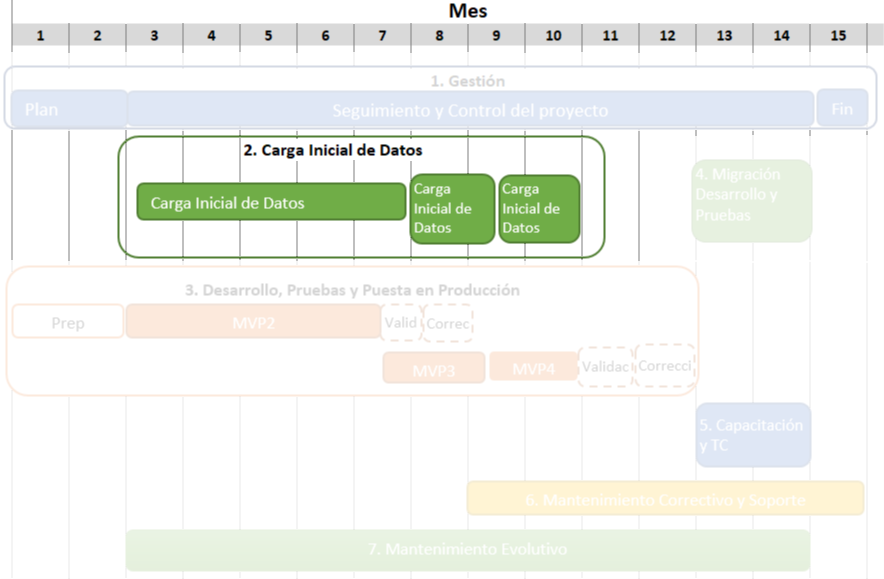 Mes
1 2 3 4 5 6 7 8 9 10 11 12 13 14 15
1. Gestión
Plan
Seguimiento y Control del proyecto
Fin
2. Carga Inicial de Datos
Carga Inicial de Datos
Carga
Inicial de
Datos
Carga
Inicial de
Datos
4. Migración
Desarrollo y
Pruebas
3. Desarrollo, Pruebas y Puesta en Producción
Prep
MVP2
Valid
Correc
MVP3
MVP4
Validac
Correcci
5. Capacitación
y TC
6. Mantenimiento Correctivo y Soporte
7. Mantenimiento Evolutivo